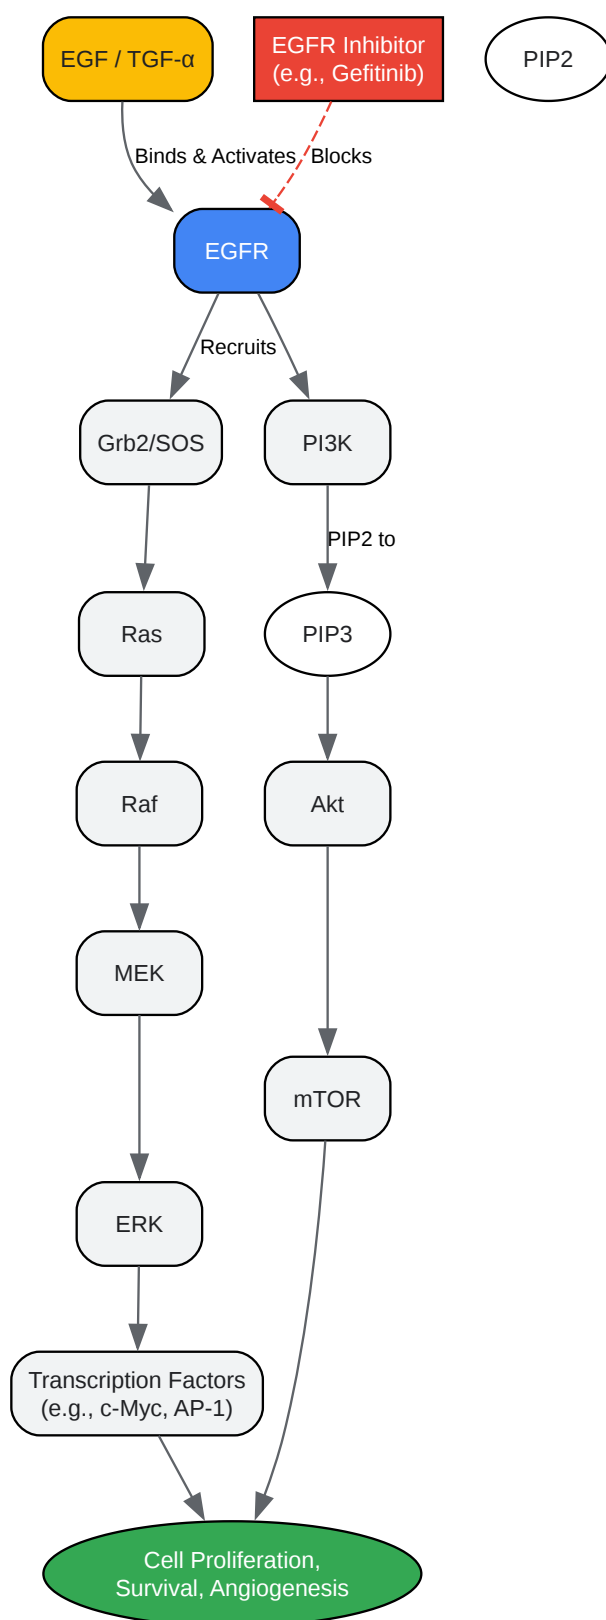 EGF / TGF-α
EGFR Inhibitor
(e.g., Gefitinib)
PIP2
Binds & Activates
Blocks
EGFR
Recruits
Grb2/SOS
PI3K
PIP2 to
Ras
PIP3
Raf
Akt
MEK
mTOR
ERK
Transcription Factors
(e.g., c-Myc, AP-1)
Cell Proliferation,
Survival, Angiogenesis